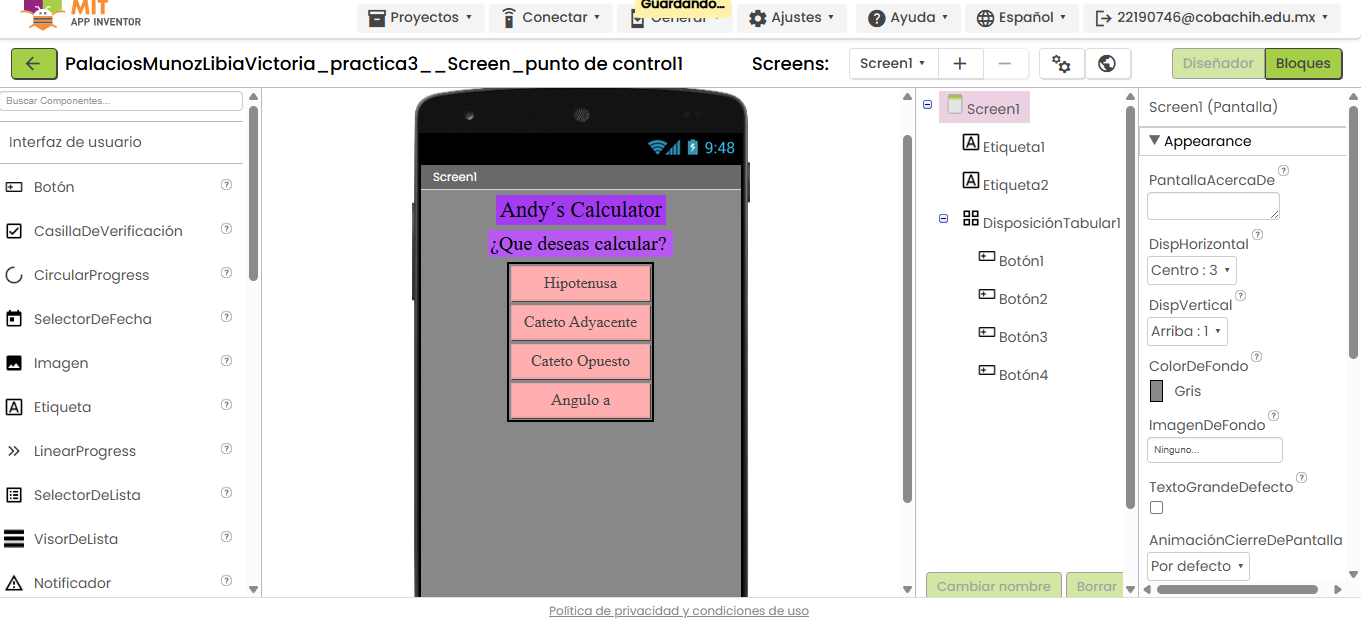 MIT
APP INVENTOR
Proyectos
Conectar
Guardando...
Generar
Ajustes
Ayuda
Español
22190746@cobachih.edu.mx
PalaciosMunozLibiaVictoria_practica3__Screen_punto de control1
Screens:
Screen1
Diseñador
Bloques
Buscar Componentes...
Interfaz de usuario
Botón
CasillaDeVerificación
CircularProgress
SelectorDeFecha
Imagen
Etiqueta
LinearProgress
SelectorDeLista
VisorDeLista
Notificador
9:48
Screen1
Andy´s Calculator
¿Que deseas calcular?
Hipotenusa
Cateto Adyacente
Cateto Opuesto
Angulo a
Screen1
Etiqueta1
Etiqueta2
DisposiciónTabular1
Botón1
Botón2
Botón3
Botón4
Cambiar nombre
Borrar
Screen1 (Pantalla)
Appearance
PantallaAcercaDe
DispHorizontal
Centro : 3
DispVertical
Arriba : 1
ColorDeFondo
Gris
ImagenDeFondo
Ninguno...
TextoGrandeDefecto
AnimaciónCierreDePantalla
Por defecto
Política de privacidad y condiciones de uso